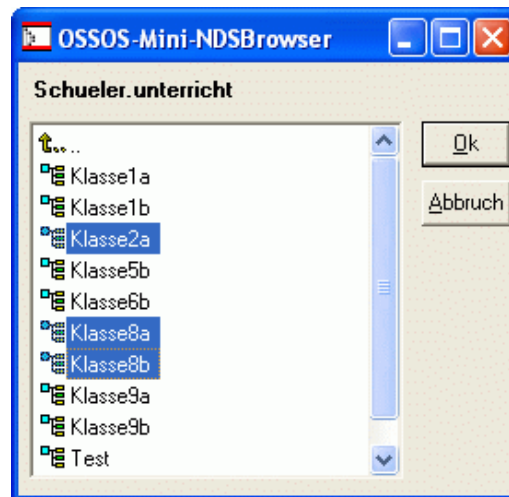 OSSOS-Mini-NDSBrowser
Schueler.unterricht
..
Klasse1a
Klasse1b
Klasse2a
Klasse5b
Klasse6b
Klasse8a
Klasse8b
Klasse9a
Klasse9b
Test
Ok
Abbruch